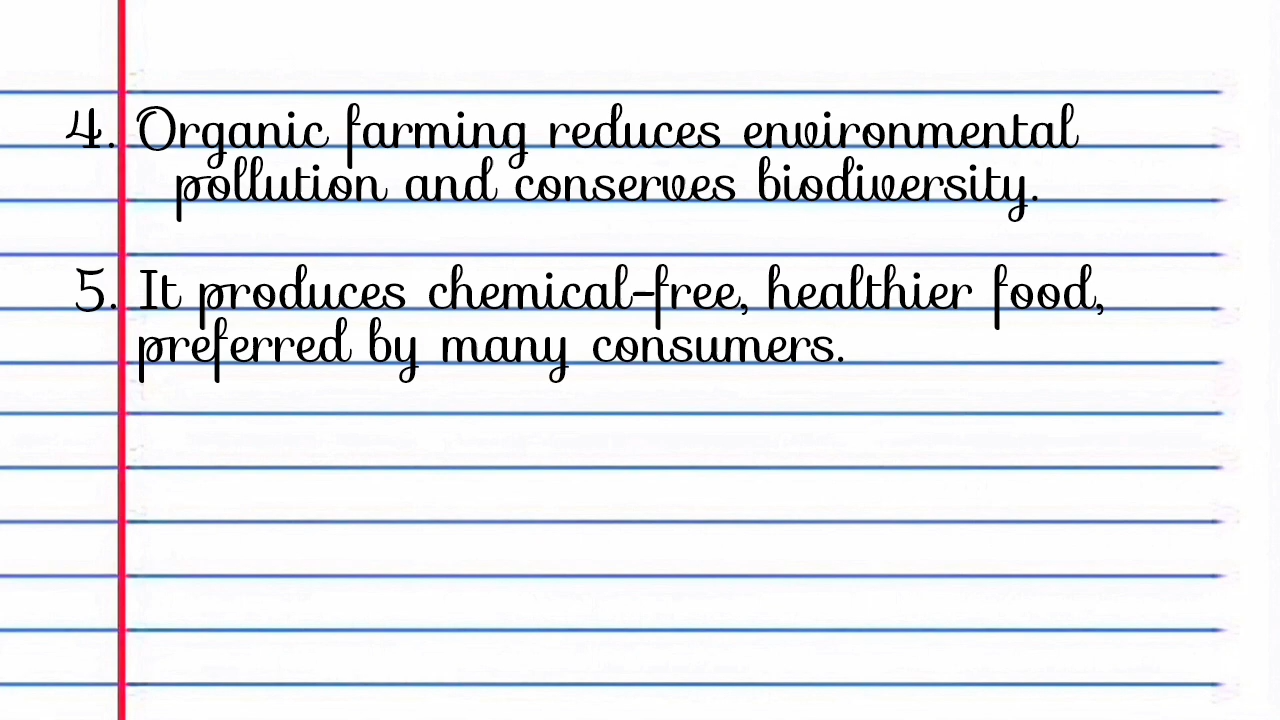 4. Organic farming reduces environmental
pollution and conserves biodiversity.
5. It produces chemical-free, healthier food,
preferred by many consumers.